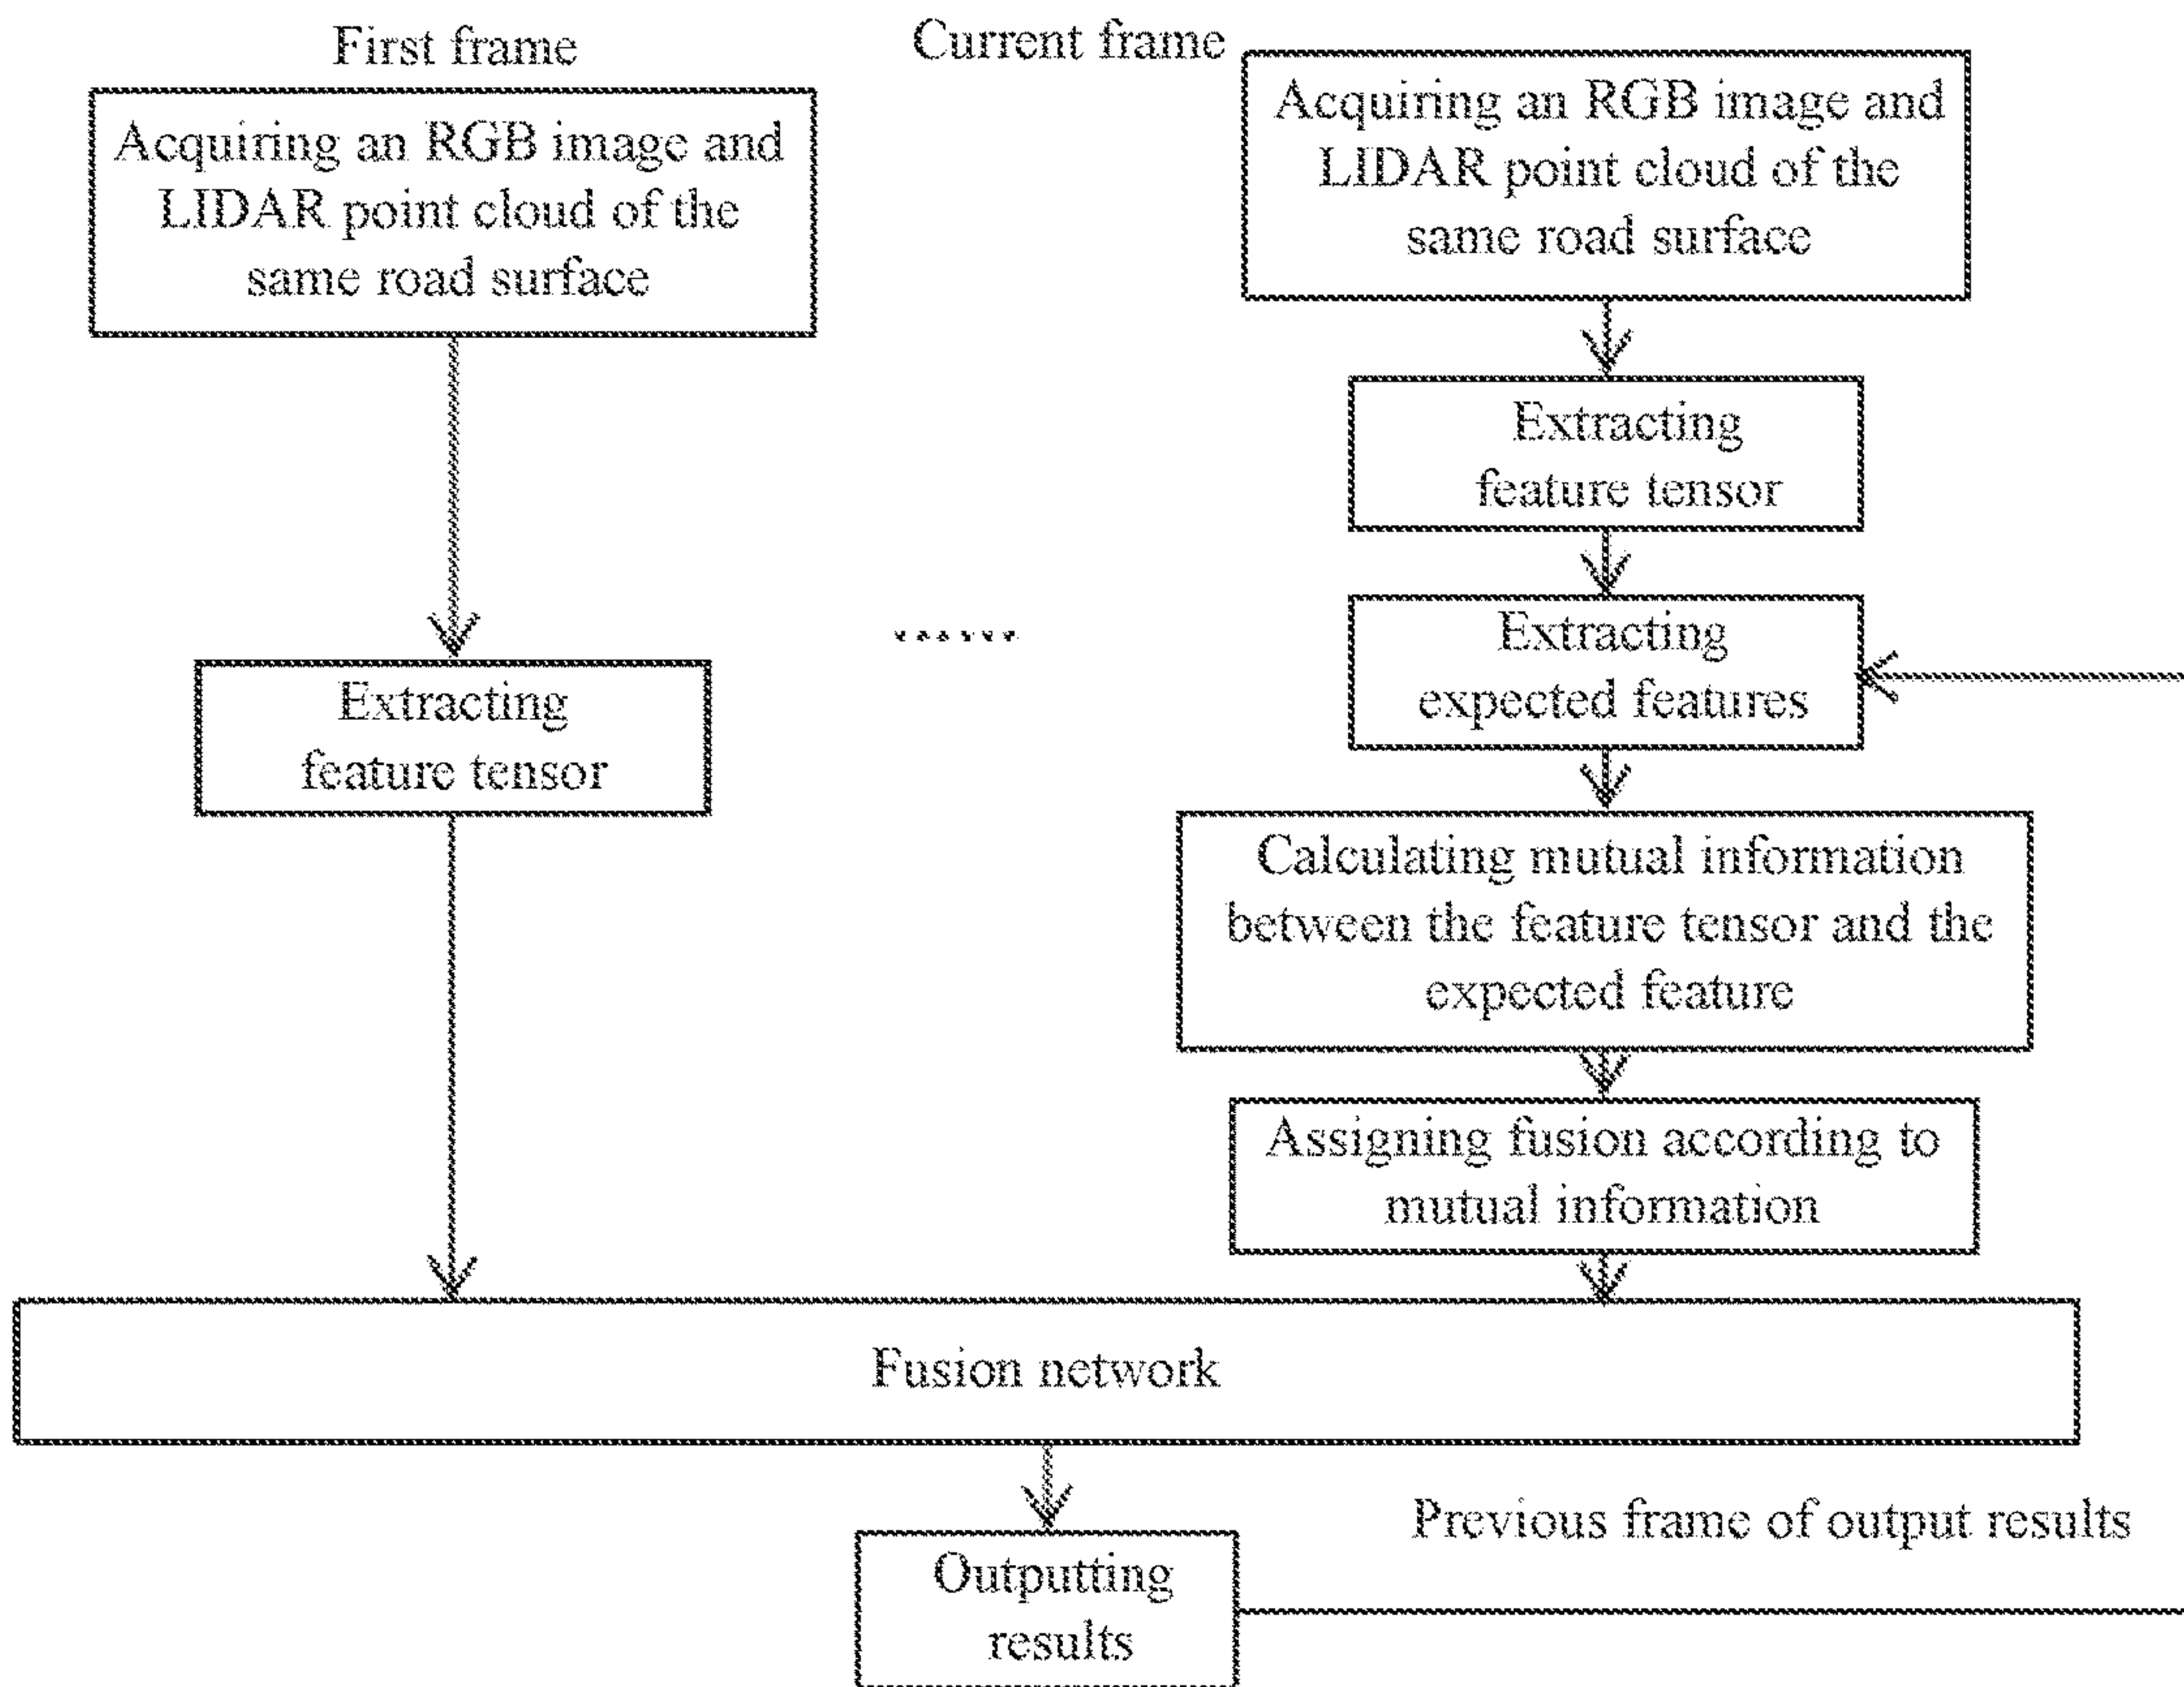 First frame
Acquiring an RGB image and
LIDAR point cloud of the
same road surface
Extracting
feature tensor
......
Current frame
Acquiring an RGB image and
LIDAR point cloud of the
same road surface
Extracting
feature tensor
Extracting
expected features
Calculating mutual information
between the feature tensor and the
expected feature
Assigning fusion according to
mutual information
Fusion network
Previous frame of output results
Outputting
results